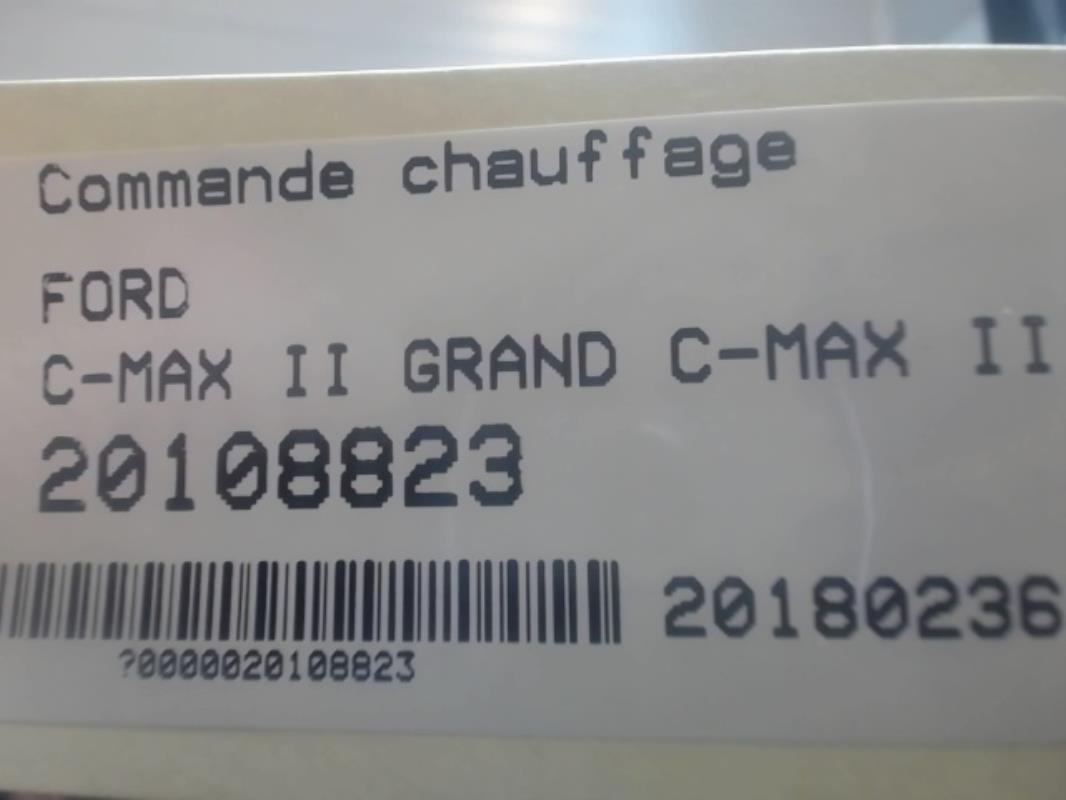 Commande chauffage
FORD
C-MAX II GRAND C-MAX II
20108823
20180236
?0000020108823